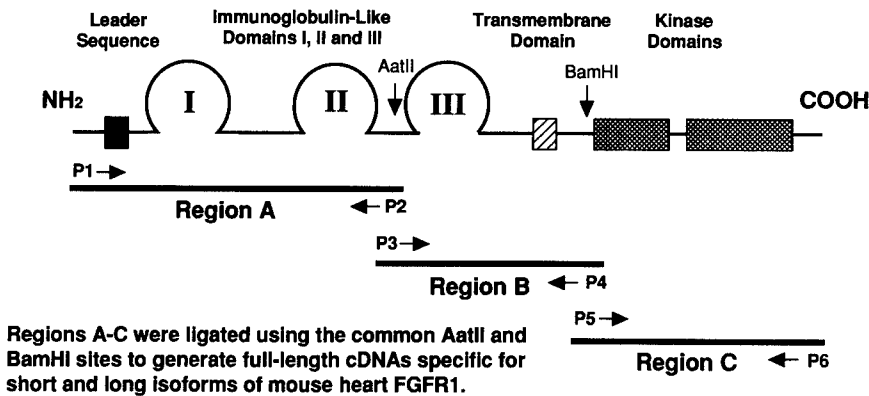 Leader
Sequence
Immunoglobulin-Like
Domains I, II and III
Transmembrane
Domain
Kinase
Domains
AatII
BamHI
NH2
I
II
III
COOH
P1
P2
Region A
P3
P4
Region B
P5
P6
Region C
Regions A-C were ligated using the common AatII and
BamHI sites to generate full-length cDNAs specific for
short and long isoforms of mouse heart FGFR1.